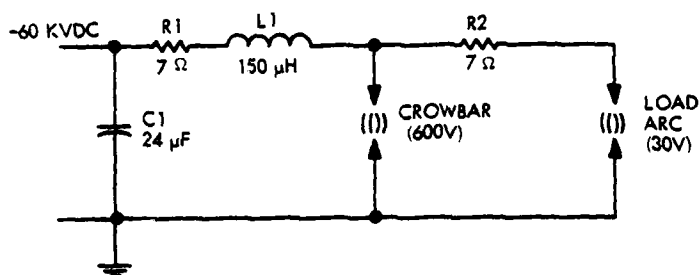 -60 KVDC
R1
7 Ω
L1
150 μH
R2
7 Ω
C1
24 μF
((  ))
CROWBAR
(600V)
((  ))
LOAD
ARC
(30V)